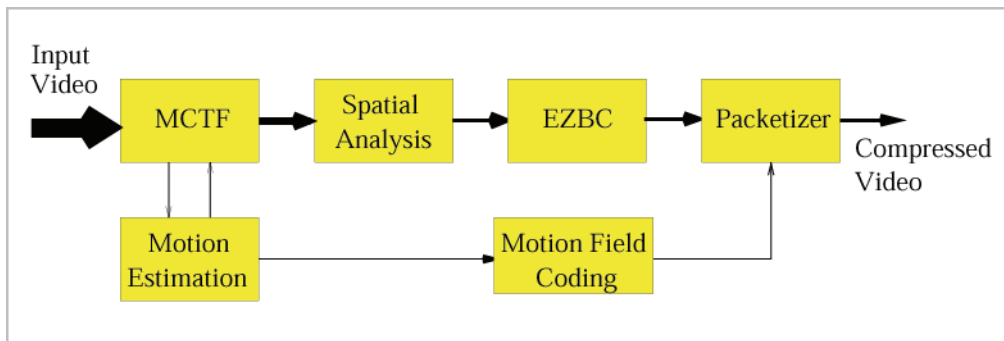 Input
Video
MCTF
Spatial
Analysis
EZBC
Packetizer
Compressed
Video
Motion
Estimation
Motion Field
Coding